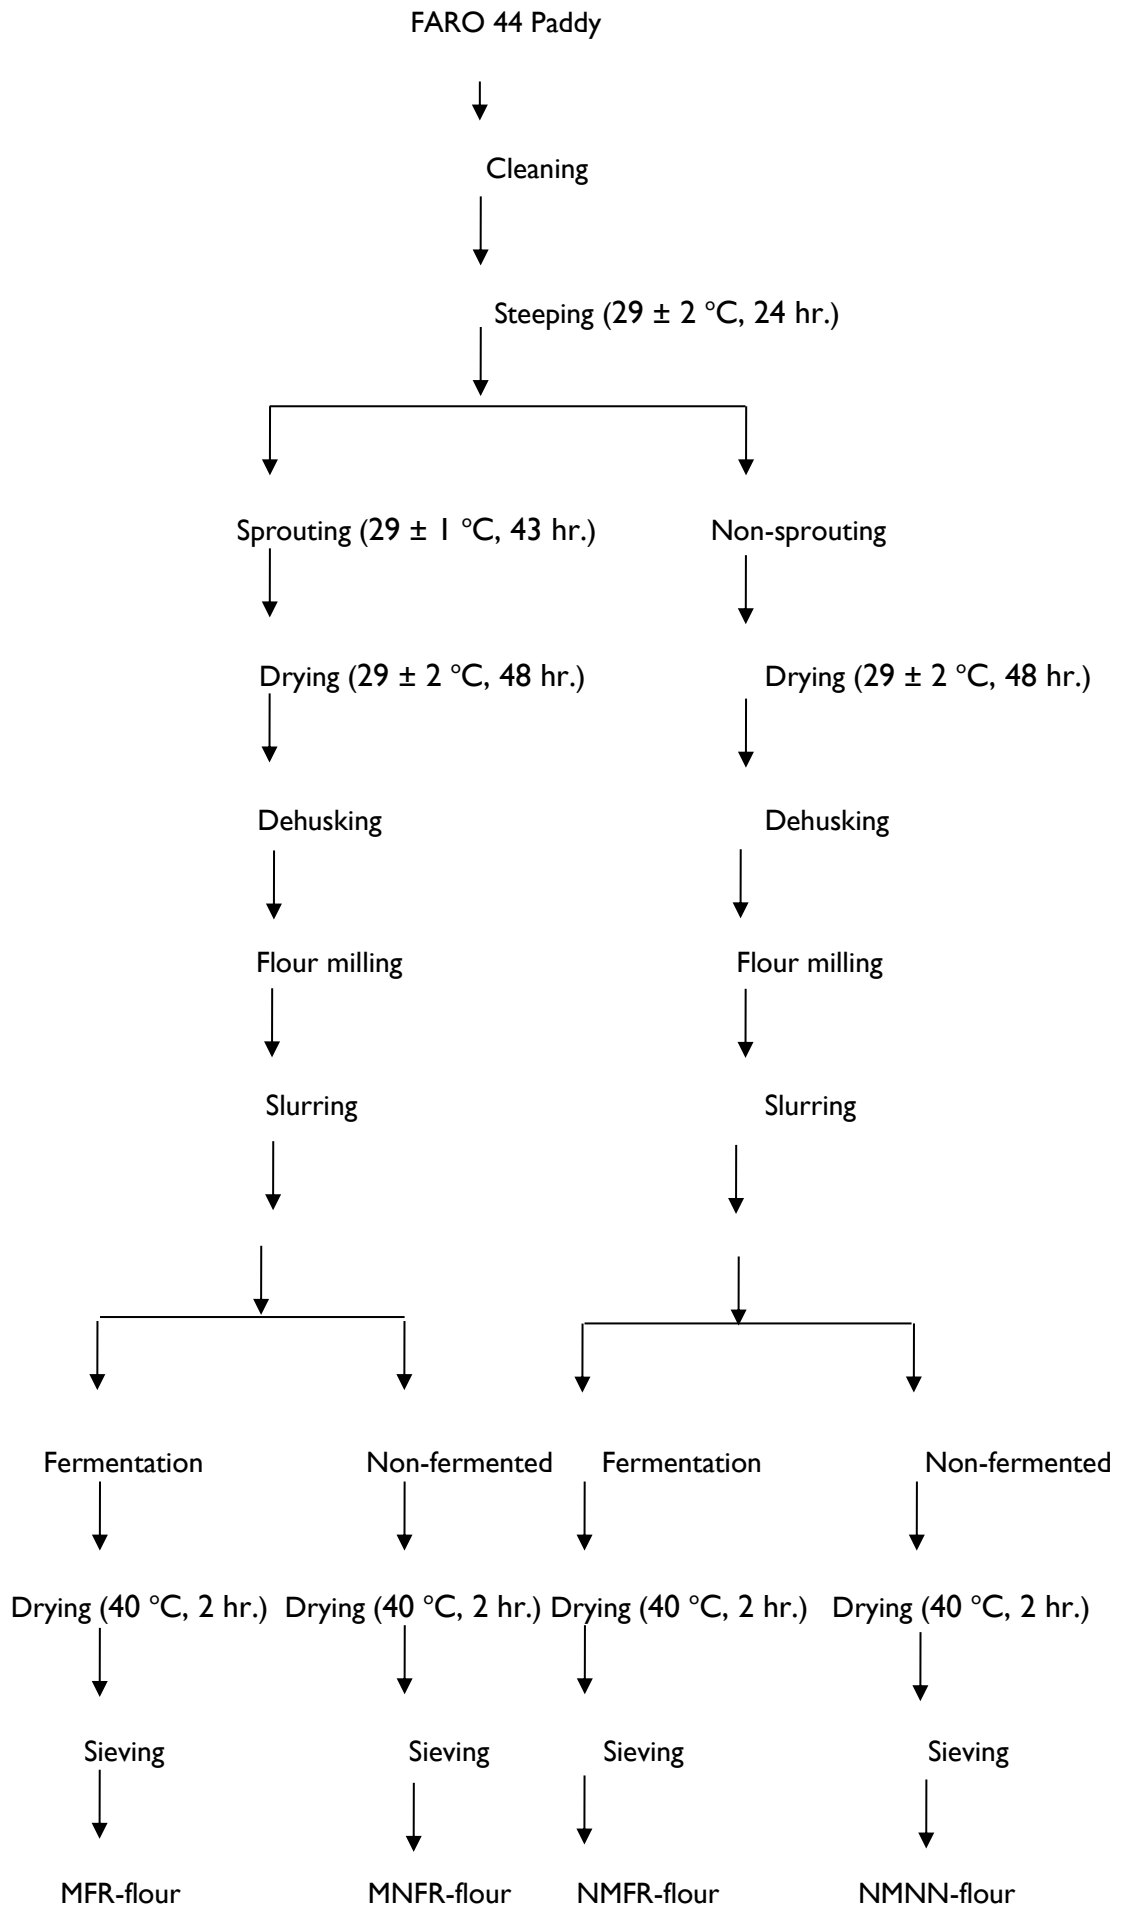 FARO 44 Paddy
Cleaning
Steeping (29 ± 2 °C, 24 hr.)
Sprouting (29 ± 1 °C, 43 hr.) Non-sprouting
Drying (29 ± 2 °C, 48 hr.) Drying (29 ± 2 °C, 48 hr.)
Dehusking Dehusking
Flour milling Flour milling
Slurring Slurring
Fermentation Non-fermented Fermentation Non-fermented
Drying (40 °C, 2 hr.) Drying (40 °C, 2 hr.) Drying (40 °C, 2 hr.) Drying (40 °C, 2 hr.)
Sieving Sieving Sieving Sieving
MFR-flour MNFR-flour NMFR-flour NMNN-flour